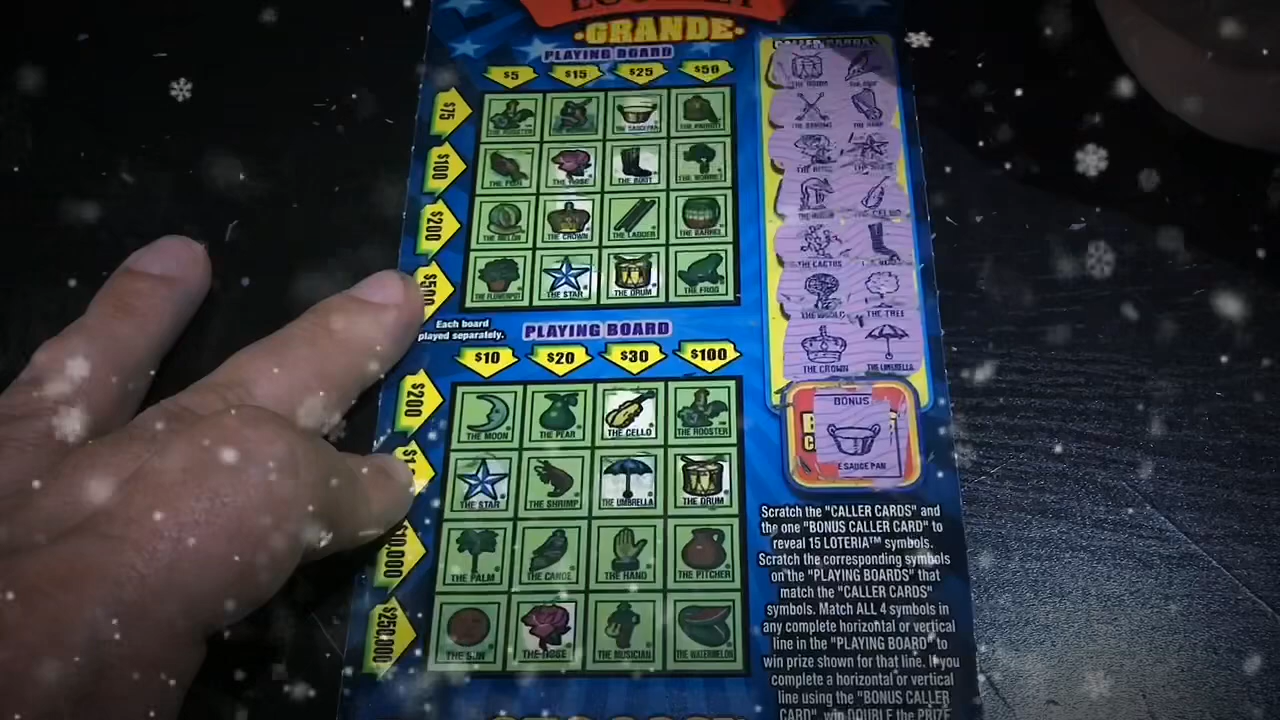 ·GRANDE·
PLAYING BOARD
$5 $15 $25 $50
$75
$100
$200
$500
THE ROOSTER
THE SAUCEPAN
THE ROSE
THE BOOT
THE MELON
THE CROWN
THE LADDER
THE BARREL
THE FLOWERPOT
THE STAR
THE DRUM
THE FROG
Each board
played separately.
PLAYING BOARD
$10 $20 $30 $100
$200
$10,000
$250,000
THE MOON
THE PEAR
THE CELLO
THE ROOSTER
THE STAR
THE SHRIMP
THE UMBRELLA
THE DRUM
THE PALM
THE CANOE
THE HAND
THE PITCHER
THE SUN
THE ROSE
THE MUSICIAN
THE WATERMELON
THE CACTUS
THE WORLD
THE TREE
THE CROWN
THE UMBRELLA
BONUS
E SAUCE PAN
Scratch the "CALLER CARDS" and
the one "BONUS CALLER CARD" to
reveal 15 LOTERIA™ symbols.
Scratch the corresponding symbols
on the "PLAYING BOARDS" that
match the "CALLER CARDS"
symbols. Match ALL 4 symbols in
any complete horizontal or vertical
line in the "PLAYING BOARD" to
win prize shown for that line. If you
complete a horizontal or vertical
line using the "BONUS CALLER
CARD", win DOUBLE the PRIZE